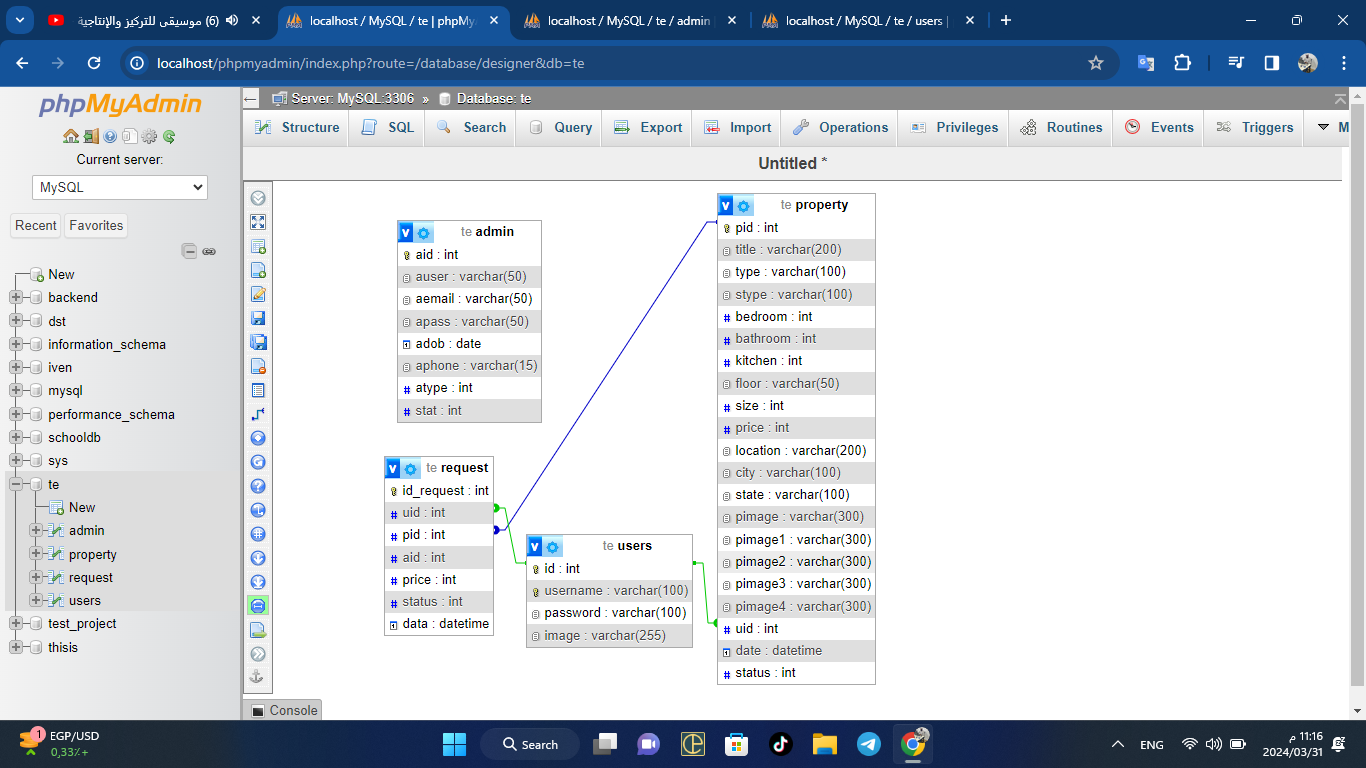 (6) موسيقى للتركيز والإنتاجية
localhost / MySQL / te | phpMy
localhost / MySQL / te / admin
localhost / MySQL / te / users |
localhost/phpmyadmin/index.php?route=/database/designer&db=te
phpMyAdmin
Current server:
MySQL
Recent
Favorites
New
backend
dst
information_schema
iven
mysql
performance_schema
schooldb
sys
te
New
admin
property
request
users
test_project
thisis
Server: MySQL:3306 » Database: te
Structure
SQL
Search
Query
Export
Import
Operations
Privileges
Routines
Events
Triggers
M
Untitled *
te admin
aid : int
auser : varchar(50)
aemail : varchar(50)
apass : varchar(50)
adob : date
aphone : varchar(15)
atype : int
stat : int
te request
id_request : int
uid : int
pid : int
aid : int
price : int
status : int
data : datetime
te users
id : int
username : varchar(100)
password : varchar(100)
image : varchar(255)
te property
pid : int
title : varchar(200)
type : varchar(100)
stype : varchar(100)
bedroom : int
bathroom : int
kitchen : int
floor : varchar(50)
size : int
price : int
location : varchar(200)
city : varchar(100)
state : varchar(100)
pimage : varchar(300)
pimage1 : varchar(300)
pimage2 : varchar(300)
pimage3 : varchar(300)
pimage4 : varchar(300)
uid : int
date : datetime
status : int
Console
1
EGP/USD
0,33٪+
Search
ENG
11:16 م
2024/03/31